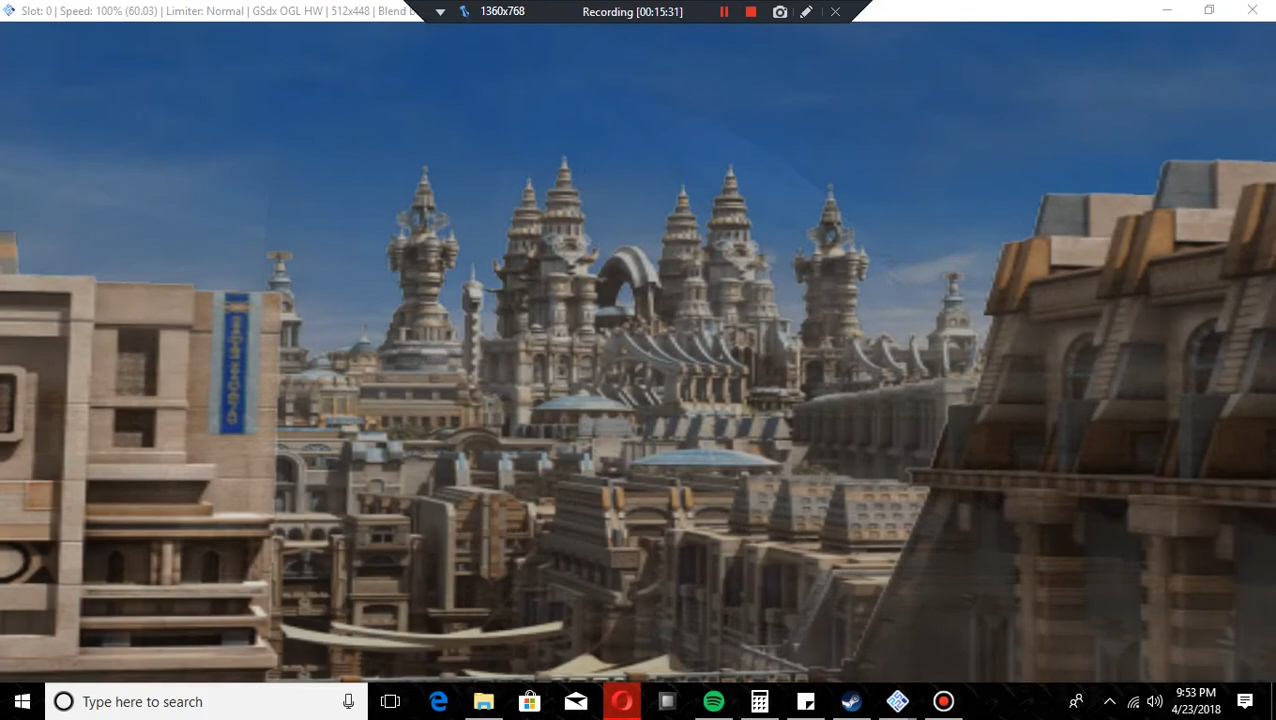 Slot: 0 | Speed: 100% (60.03) | Limiter: Normal | GSdx OGL HW | 512x448 | Blend
1360x768
Recording [00:15:31]
Type here to search
9:53 PM
4/23/2018